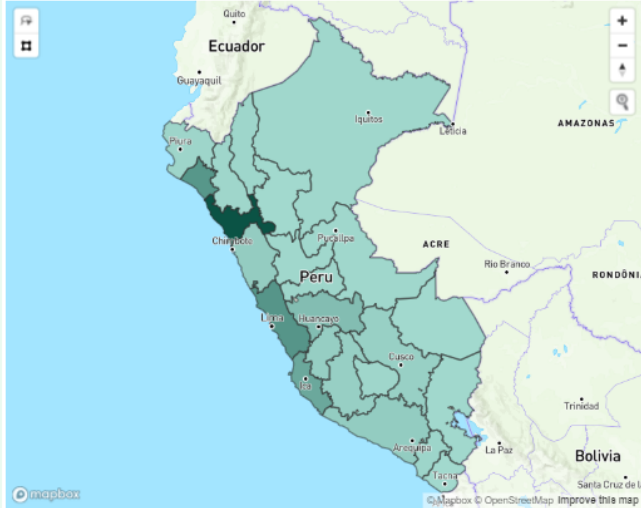 Quito
Ecuador
Guayaquil
Iquitos
Leticia
AMAZONAS
Piura
Pucallpa
Chimbote
ACRE
Rio Branco
Peru
RONDÔNIA
Lima
Huancayo
Cusco
Ica
Trinidad
Arequipa
La Paz
Bolivia
Tacna
Santa Cruz de la
mapbox
© Mapbox © OpenStreetMap Improve this map